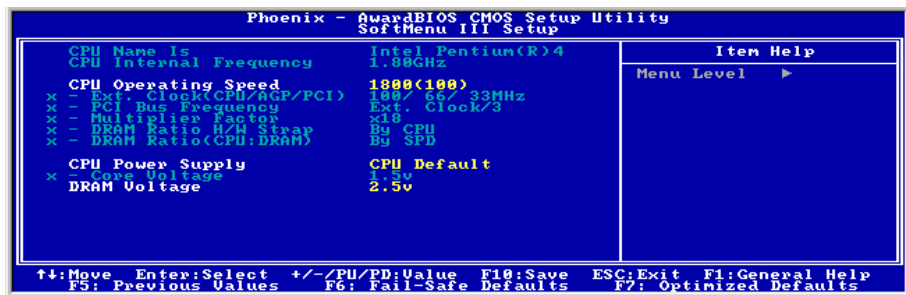 Phoenix - AwardBIOS CMOS Setup Utility
SoftMenu III Setup
CPU Name Is Intel Pentium(R)4
CPU Internal Frequency 1.80GHz
CPU Operating Speed 1800(100)
x - Ext. Clock(CPU/AGP/PCI) 100/ 66/ 33MHz
x - PCI Bus Frequency Ext. Clock/3
x - Multiplier Factor x18
x - DRAM Ratio H/W Strap By CPU
x - DRAM Ratio(CPU:DRAM) By SPD
CPU Power Supply CPU Default
x - Core Voltage 1.5v
DRAM Voltage 2.5v
Item Help
Menu Level ►
↑↓:Move Enter:Select +/-/PU/PD:Value F10:Save ESC:Exit F1:General Help
F5: Previous Values F6: Fail-Safe Defaults F7: Optimized Defaults